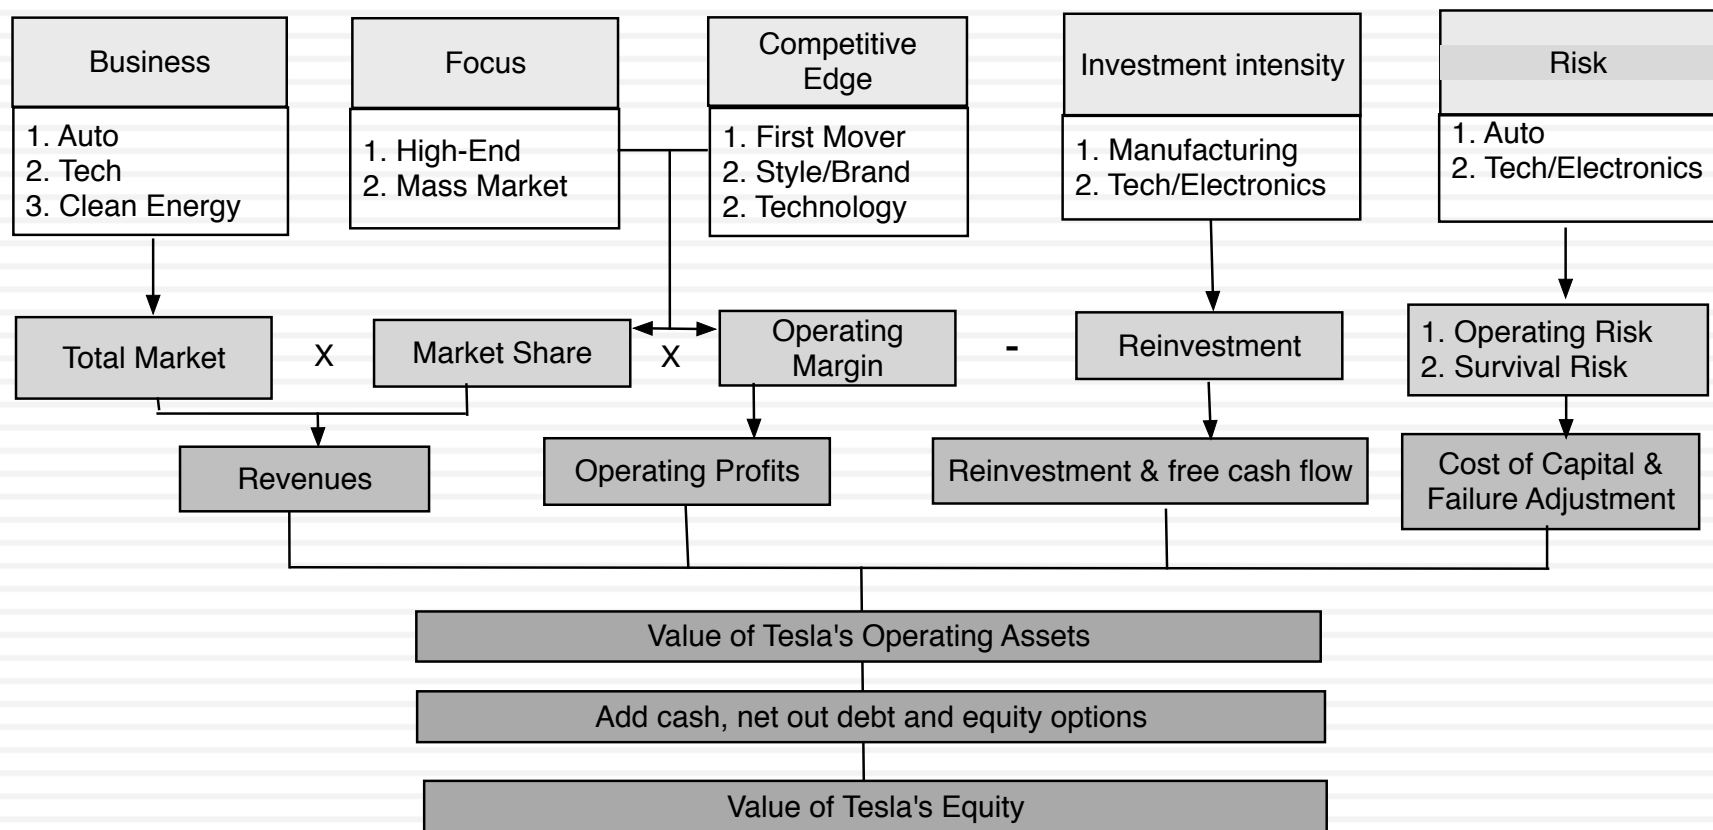 Business
Focus
Competitive
Edge
Investment intensity
Risk
1. Auto
2. Tech
3. Clean Energy
1. High-End
2. Mass Market
1. First Mover
2. Style/Brand
2. Technology
1. Manufacturing
2. Tech/Electronics
1. Auto
2. Tech/Electronics
Total Market
X
Market Share
X
Operating
Margin
-
Reinvestment
1. Operating Risk
2. Survival Risk
Revenues
Operating Profits
Reinvestment & free cash flow
Cost of Capital &
Failure Adjustment
Value of Tesla's Operating Assets
Add cash, net out debt and equity options
Value of Tesla's Equity